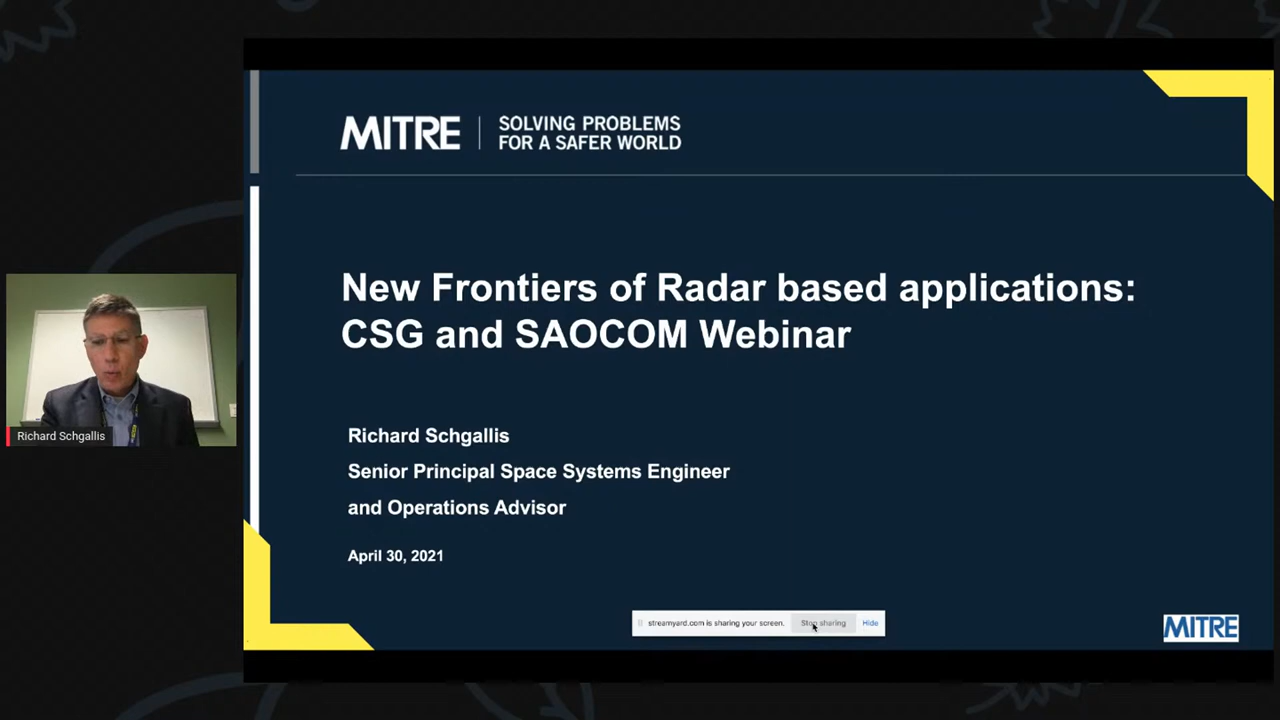 MITRE
SOLVING PROBLEMS
FOR A SAFER WORLD
New Frontiers of Radar based applications:
CSG and SAOCOM Webinar
Richard Schgallis
Senior Principal Space Systems Engineer
and Operations Advisor
April 30, 2021
Richard Schgallis
streamyard.com is sharing your screen.
Stop sharing
Hide
MITRE